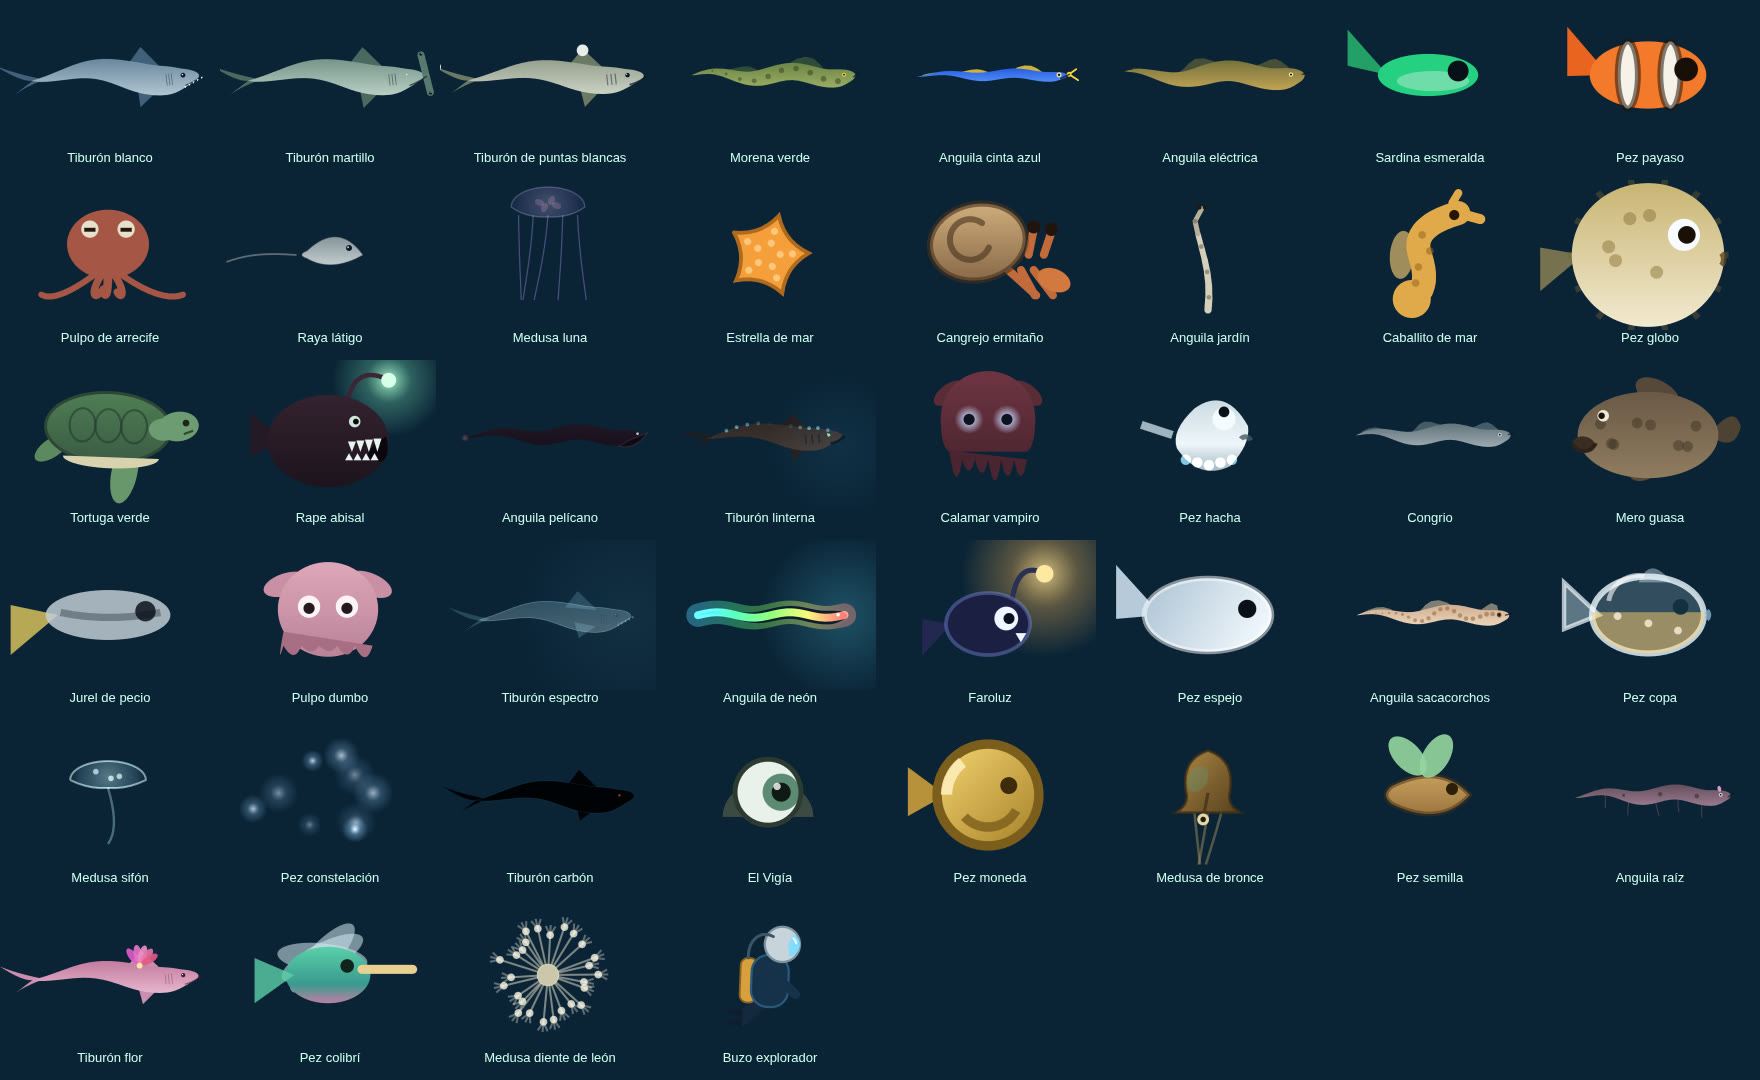 Tiburón blanco
Tiburón martillo
Tiburón de puntas blancas
Morena verde
Anguila cinta azul
Anguila eléctrica
Sardina esmeralda
Pez payaso
Pulpo de arrecife
Raya látigo
Medusa luna
Estrella de mar
Cangrejo ermitaño
Anguila jardín
Caballito de mar
Pez globo
Tortuga verde
Rape abisal
Anguila pelícano
Tiburón linterna
Calamar vampiro
Pez hacha
Congrio
Mero guasa
Jurel de pecio
Pulpo dumbo
Tiburón espectro
Anguila de neón
Faroluz
Pez espejo
Anguila sacacorchos
Pez copa
Medusa sifón
Pez constelación
Tiburón carbón
El Vigía
Pez moneda
Medusa de bronce
Pez semilla
Anguila raíz
Tiburón flor
Pez colibrí
Medusa diente de león
Buzo explorador